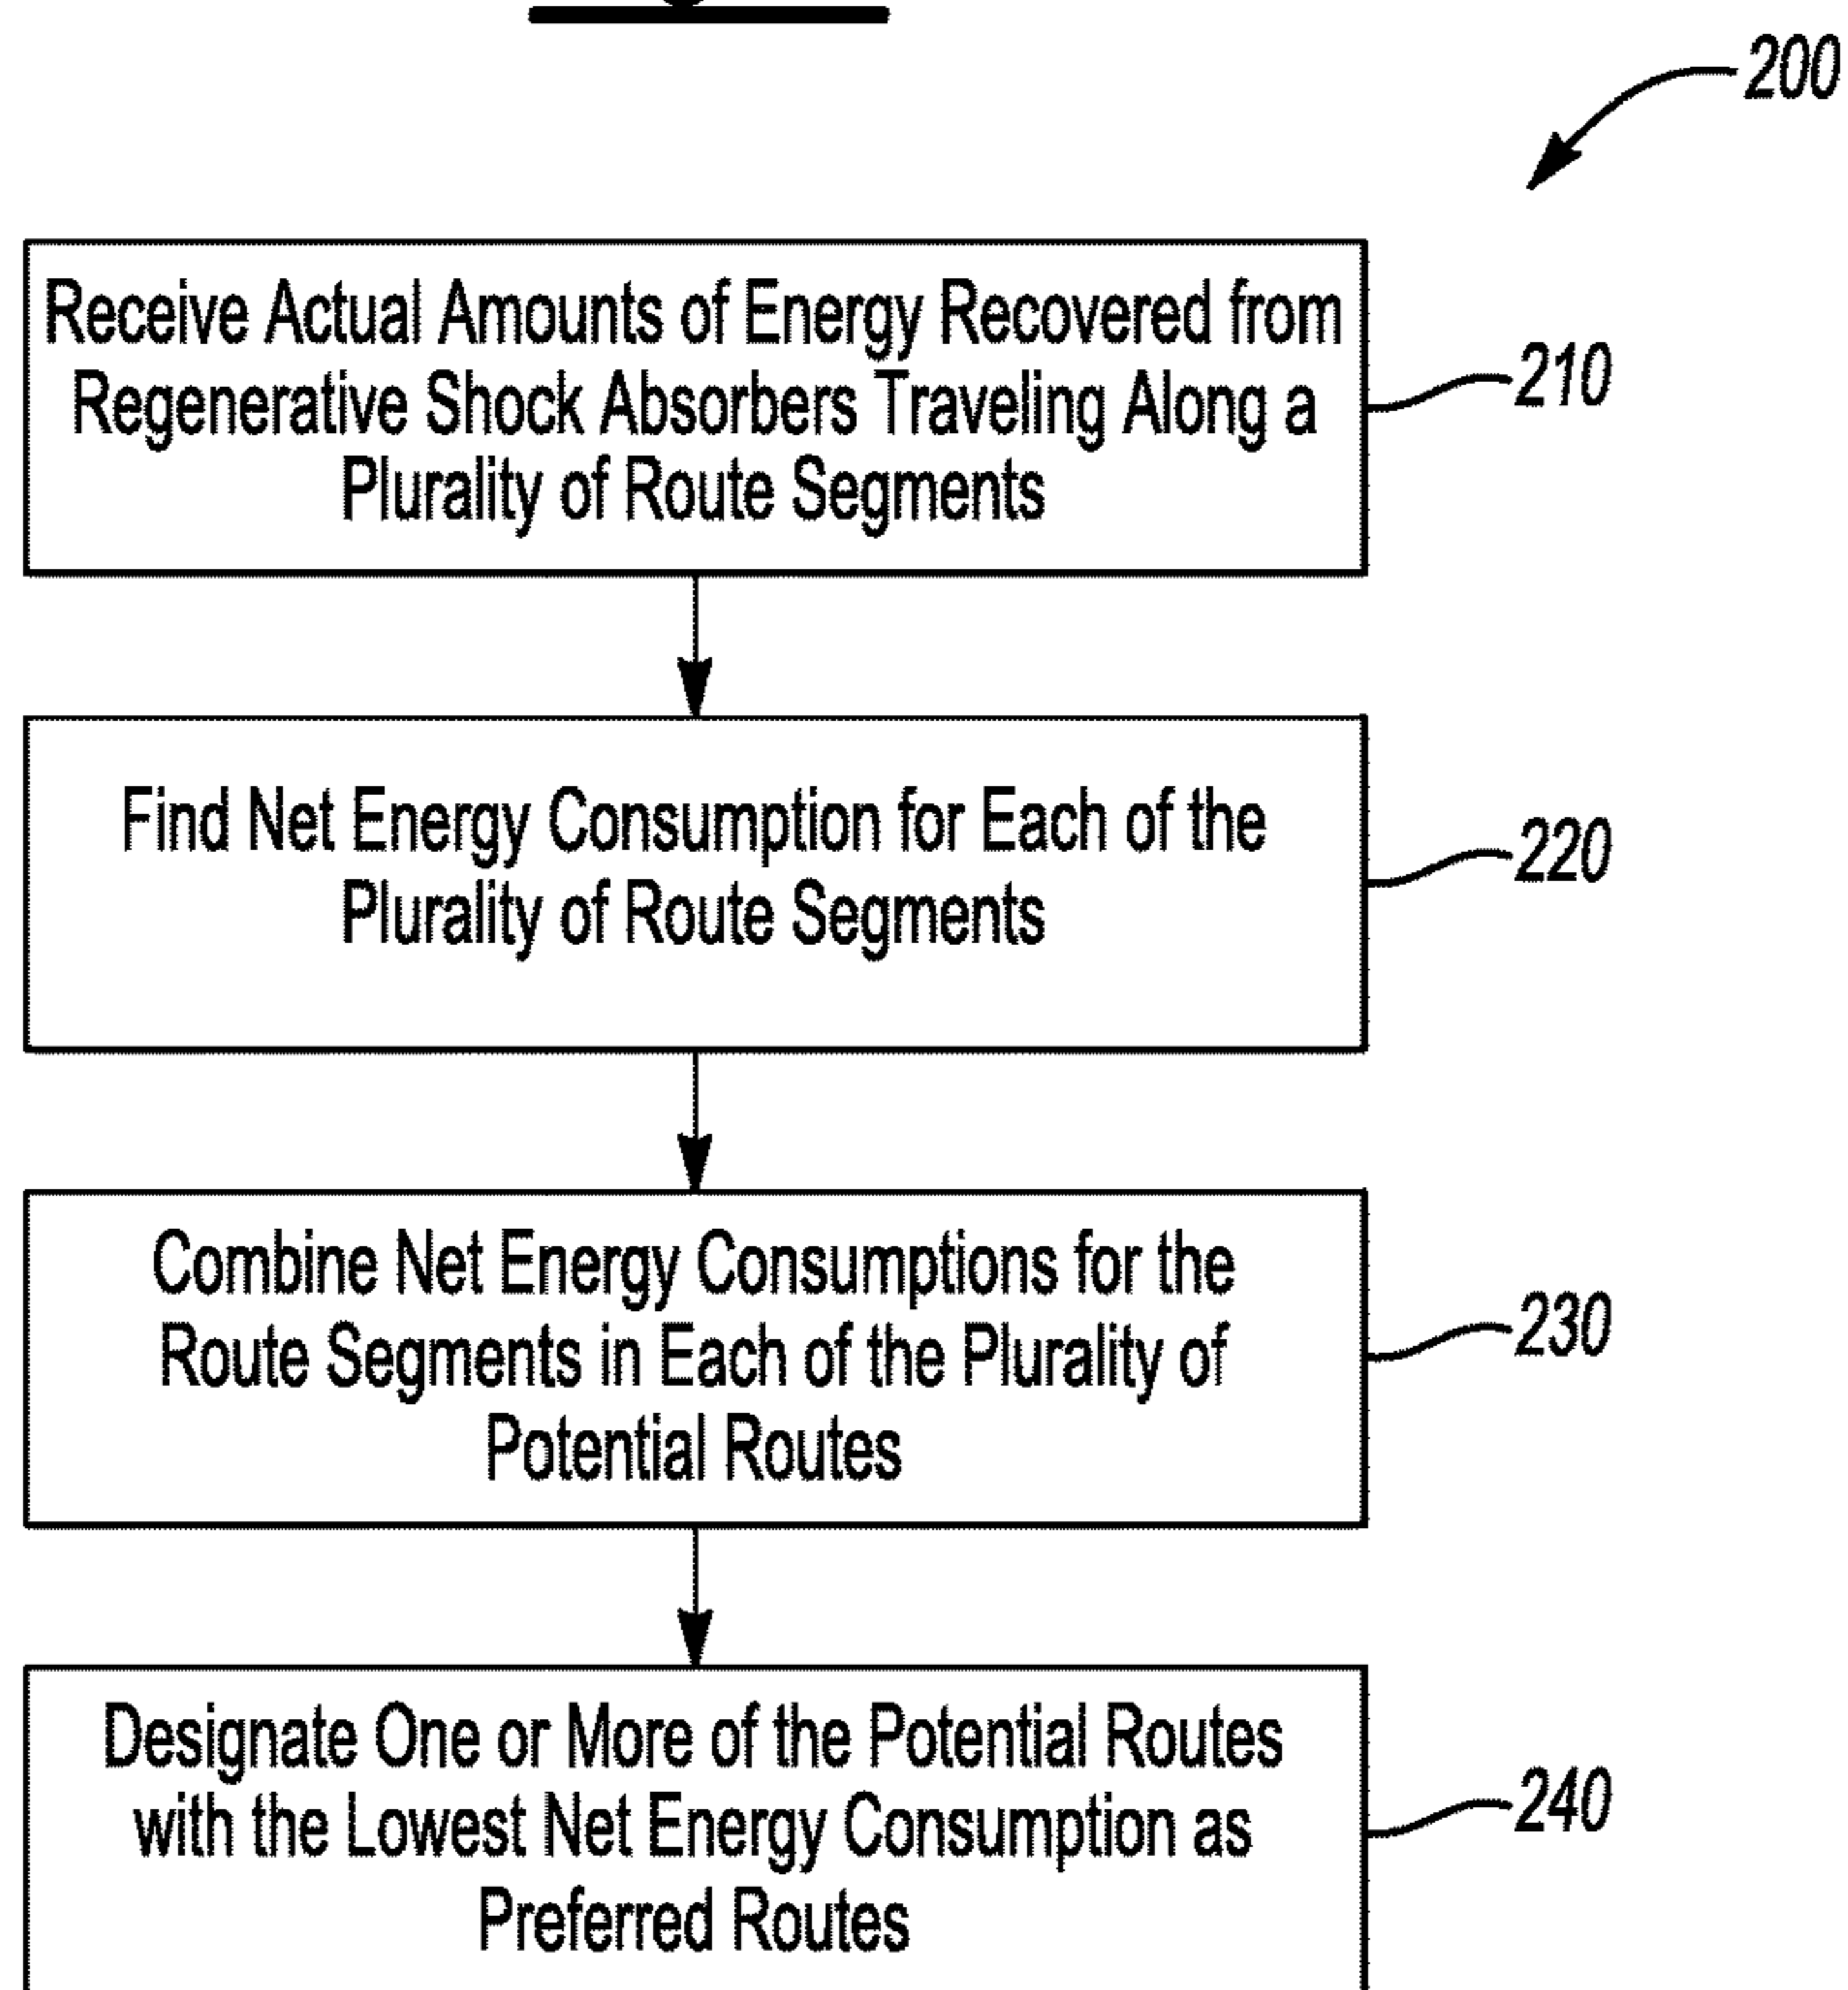 200
Receive Actual Amounts of Energy Recovered from
Regenerative Shock Absorbers Traveling Along a
Plurality of Route Segments
210
Find Net Energy Consumption for Each of the
Plurality of Route Segments
220
Combine Net Energy Consumptions for the
Route Segments in Each of the Plurality of
Potential Routes
230
Designate One or More of the Potential Routes
with the Lowest Net Energy Consumption as
Preferred Routes
240